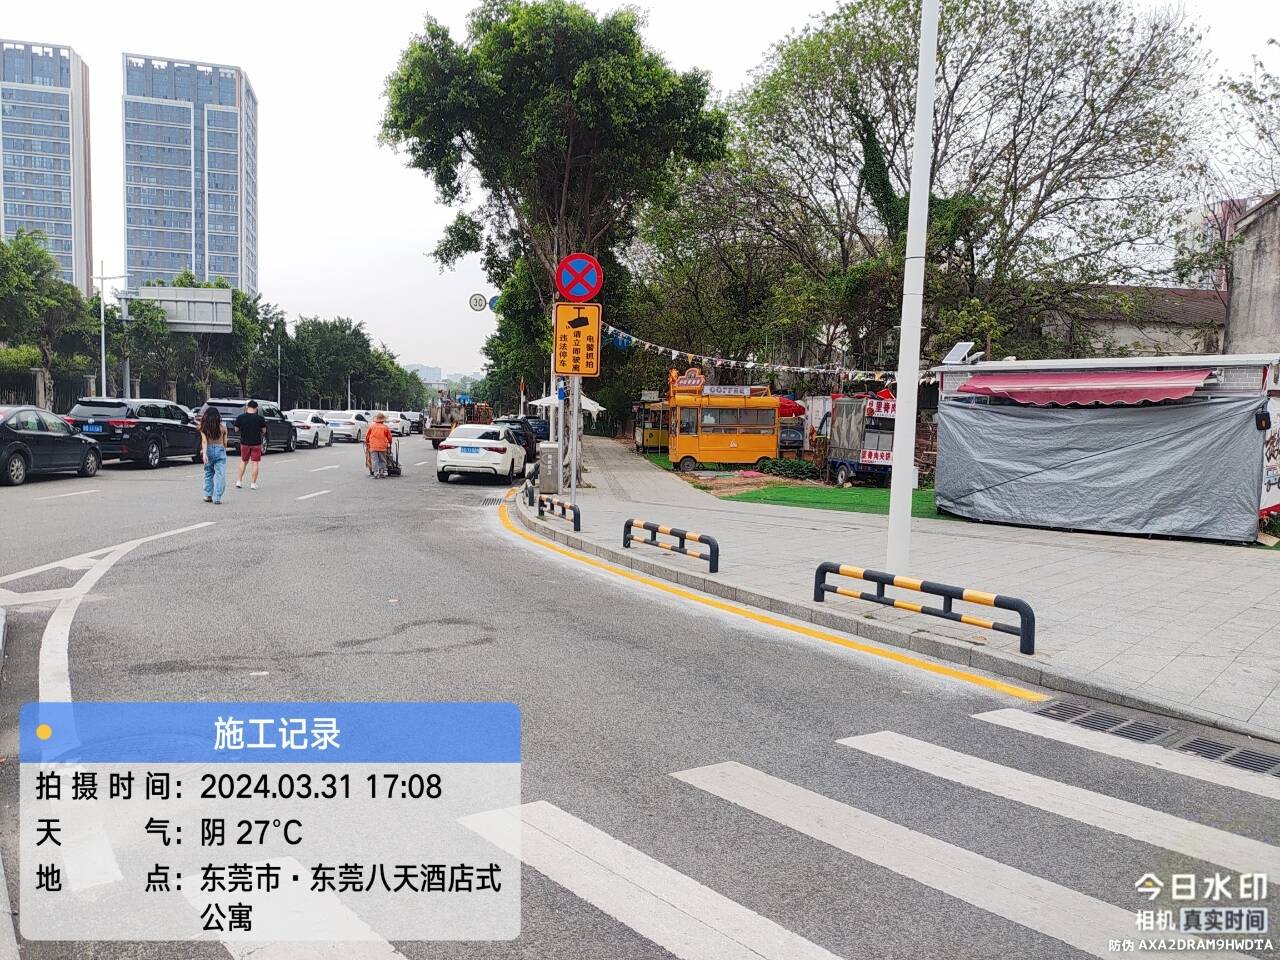 30
电警抓拍
请立即驶离
违法停车
COFFEE
施工记录
拍摄时间：2024.03.31 17:08
天气：阴 27°C
地点：东莞市·东莞八天酒店式
公寓
今日水印
相机 真实时间
防伪 AXA2DRAM9HWDTA